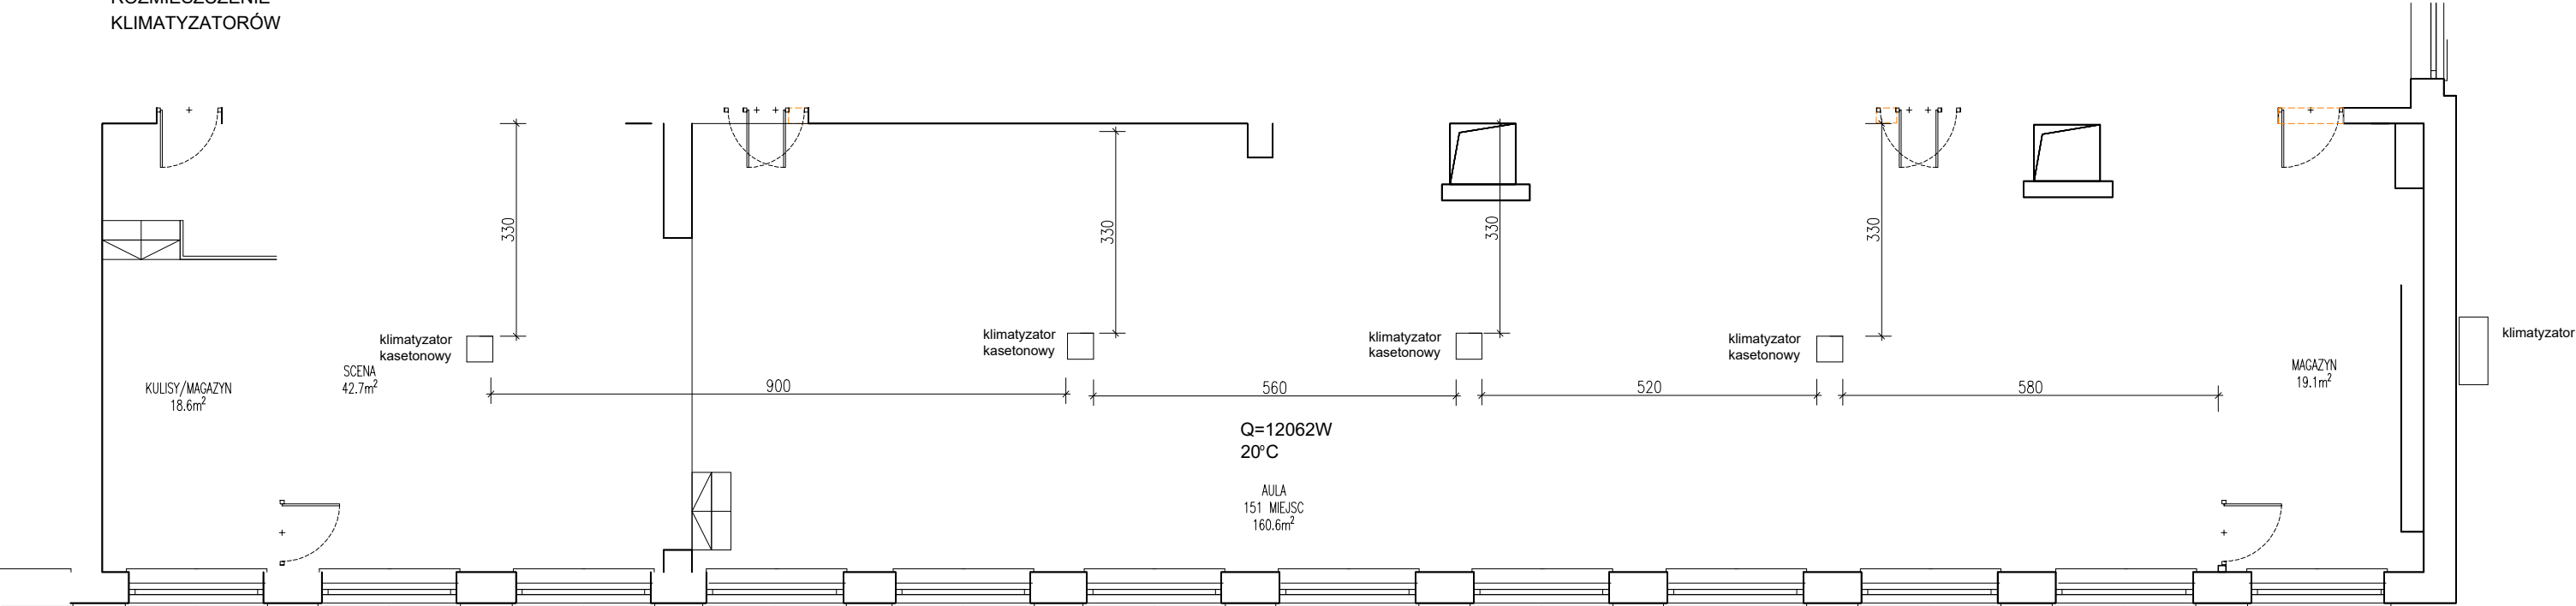 ROZMIESZCZENIE
KLIMATYZATORÓW
330
330
330
330
klimatyzator
kasetonowy
klimatyzator
kasetonowy
klimatyzator
kasetonowy
klimatyzator
kasetonowy
klimatyzator
SCENA
42.7m²
KULISY/MAGAZYN
18.6m²
MAGAZYN
19.1m²
900
560
520
580
Q=12062W
20°C
AULA
151 MIEJSC
160.6m²